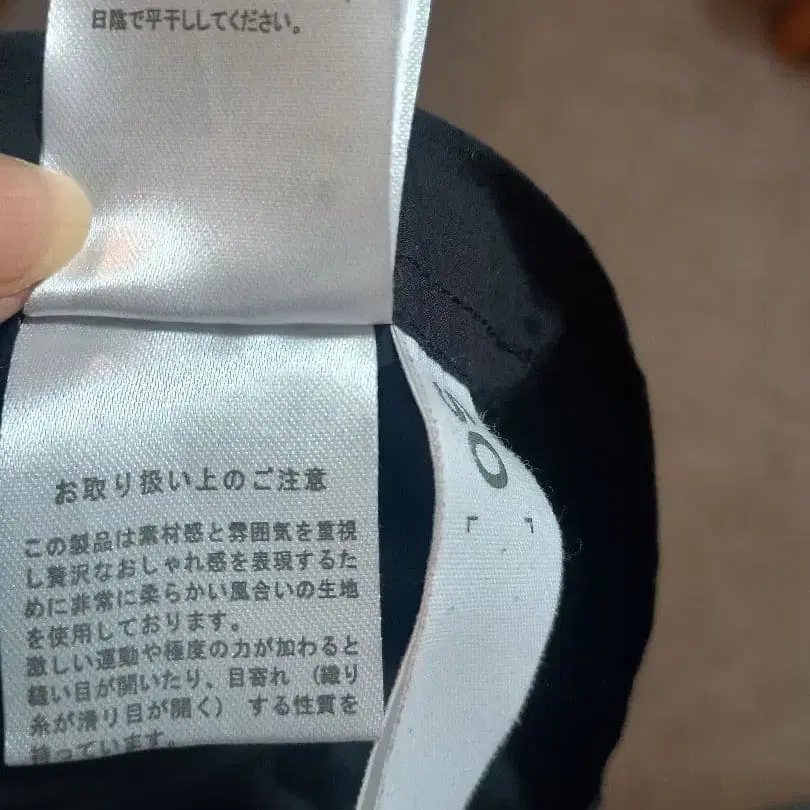 日陰で平干ししてください。
お取り扱い上のご注意
この製品は素材感と雰囲気を重視
し贅沢なおしゃれ感を表現するた
めに非常に柔らかい風合いの生地
を使用しております。
激しい運動や極度の力が加わると
縫い目が開いたり、目寄れ（織り
糸が滑り目が開く）する性質を
持っています。
SO